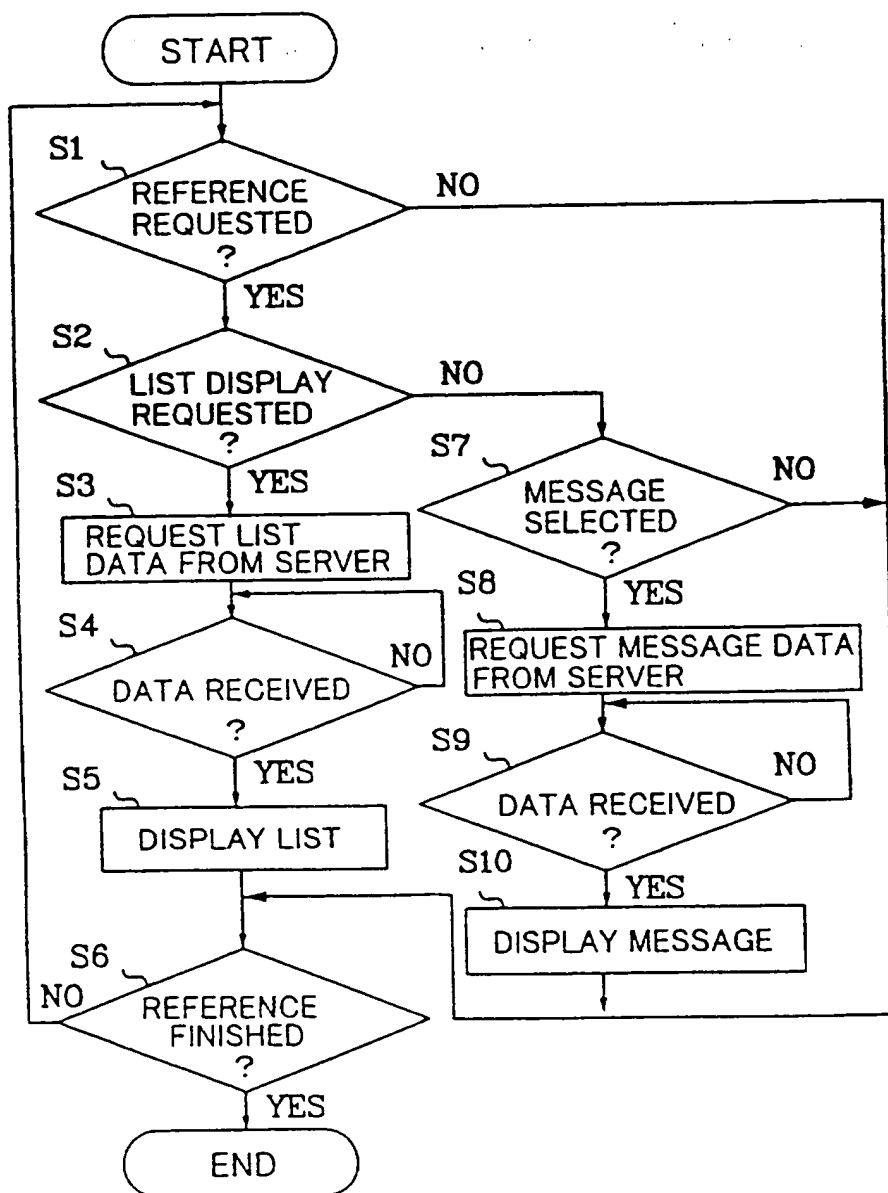 START
S1
REFERENCE
REQUESTED
?
NO
YES
S2
LIST DISPLAY
REQUESTED
?
NO
YES
S3
REQUEST LIST
DATA FROM SERVER
S4
DATA RECEIVED
?
NO
YES
S5
DISPLAY LIST
S6
REFERENCE
FINISHED
?
NO
YES
END
S7
MESSAGE
SELECTED
?
NO
YES
S8
REQUEST MESSAGE DATA
FROM SERVER
S9
DATA RECEIVED
?
NO
YES
S10
DISPLAY MESSAGE